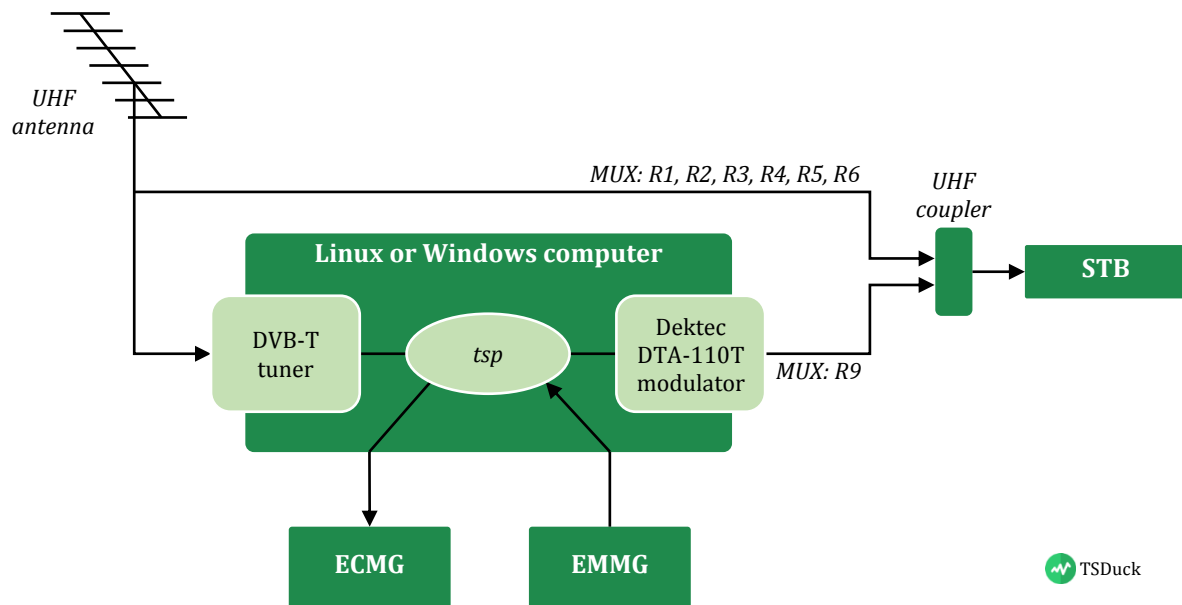 UHF
antenna
MUX: R1, R2, R3, R4, R5, R6
UHF
coupler
Linux or Windows computer
STB
DVB-T
tuner
tsp
Dektec
DTA-110T
modulator
MUX: R9
ECMG
EMMG
TSDuck